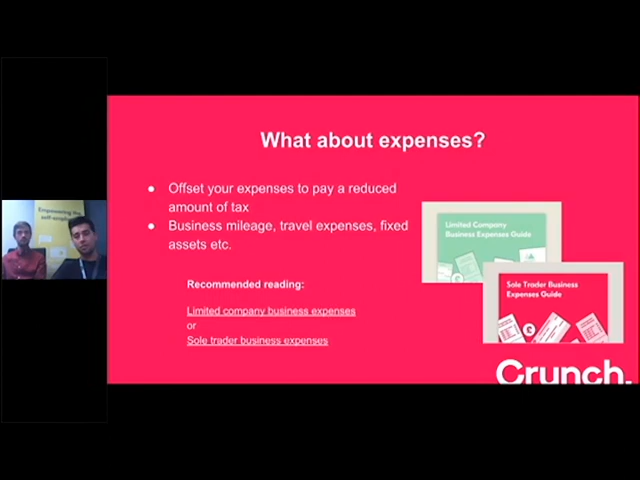 What about expenses?
● Offset your expenses to pay a reduced
amount of tax
● Business mileage, travel expenses, fixed
assets etc.
Recommended reading:
Limited company business expenses
or
Sole trader business expenses
Limited Company
Business Expenses Guide
Sole Trader Business
Expenses Guide
Crunch.
Empowering the